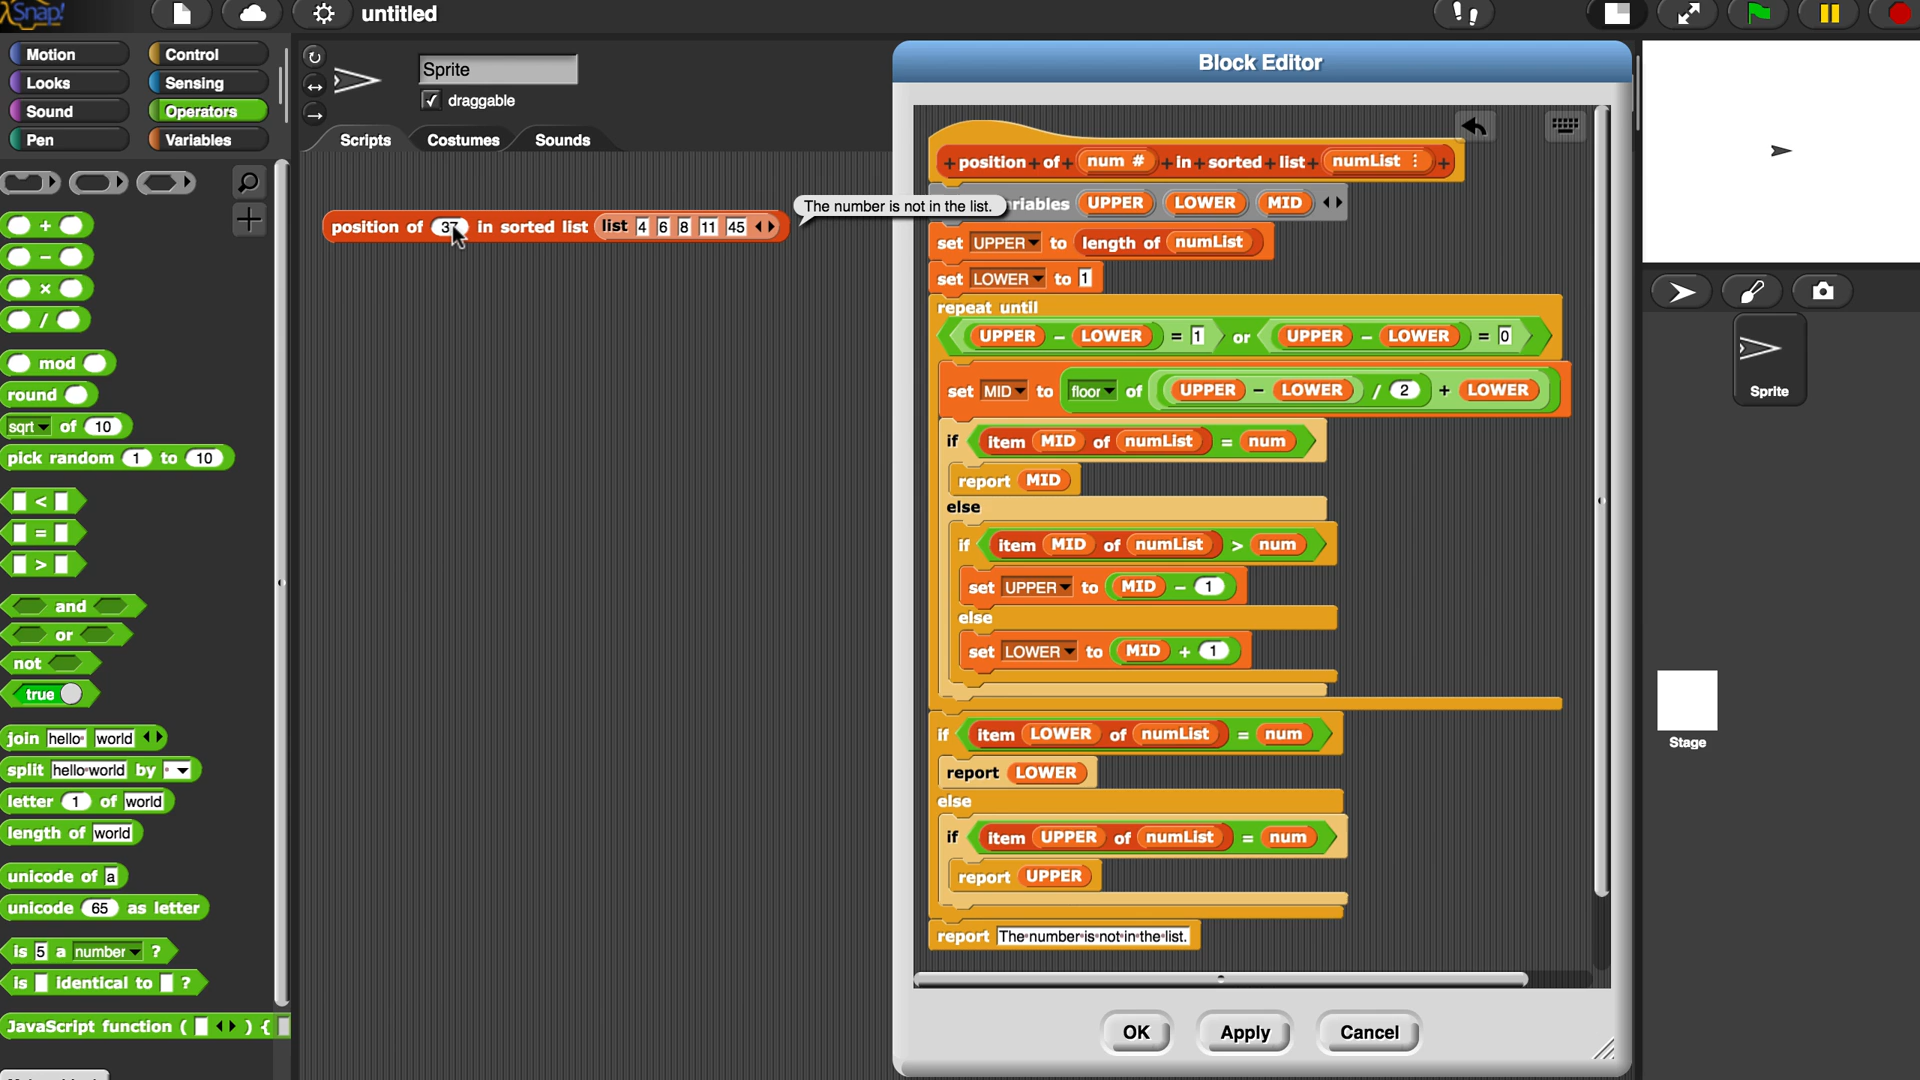 Snap!
untitled
Motion
Control
Looks
Sensing
Sound
Operators
Pen
Variables
Sprite
draggable
Scripts
Costumes
Sounds
+
−
×
/
mod
round
sqrt of 10
pick random 1 to 10
<
=
>
and
or
not
true
join hello· world
split hello·world by ·
letter 1 of world
length of world
unicode of a
unicode 65 as letter
is 5 a number ?
is identical to ?
JavaScript function ( ) {
position of 37 in sorted list list 4 6 8 11 45
The number is not in the list.
Block Editor
+ position + of + num # + in + sorted + list + numList ⋮ +
UPPER LOWER MID
set UPPER to length of numList
set LOWER to 1
repeat until
UPPER − LOWER = 1 or UPPER − LOWER = 0
set MID to floor of UPPER − LOWER / 2 + LOWER
if item MID of numList = num
report MID
else
if item MID of numList > num
set UPPER to MID − 1
else
set LOWER to MID + 1
if item LOWER of numList = num
report LOWER
else
if item UPPER of numList = num
report UPPER
report The·number·is·not·in·the·list.
OK
Apply
Cancel
Sprite
Stage